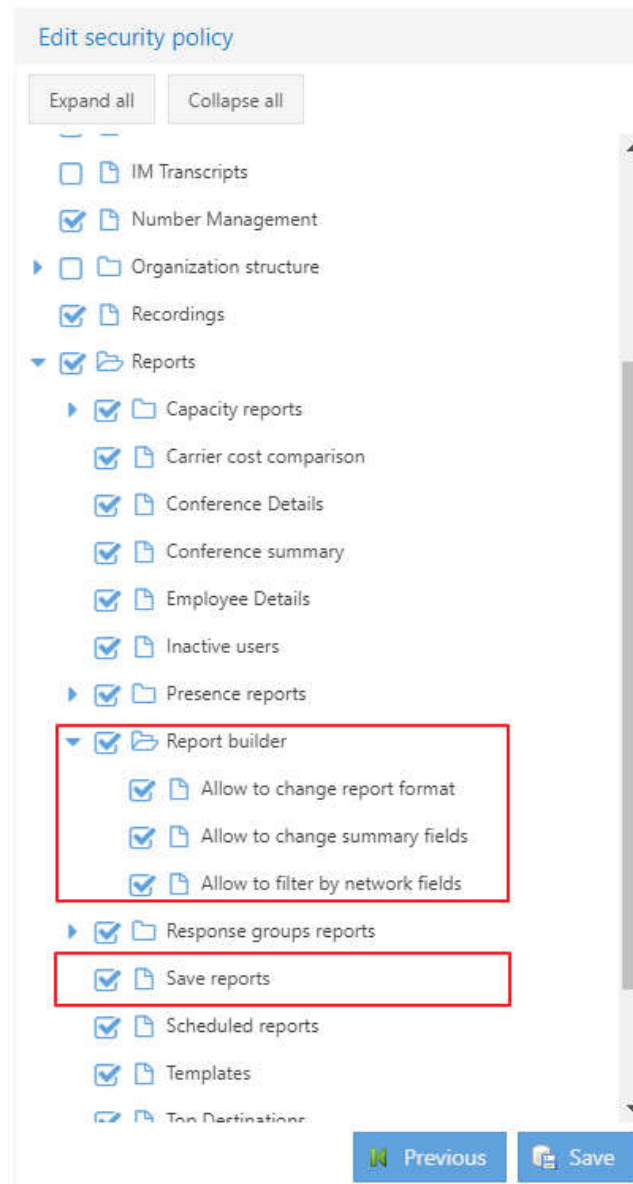 Edit security policy
Expand all
Collapse all
IM Transcripts
Number Management
Organization structure
Recordings
Reports
Capacity reports
Carrier cost comparison
Conference Details
Conference summary
Employee Details
Inactive users
Presence reports
Report builder
Allow to change report format
Allow to change summary fields
Allow to filter by network fields
Response groups reports
Save reports
Scheduled reports
Templates
Top Destinations
Previous
Save